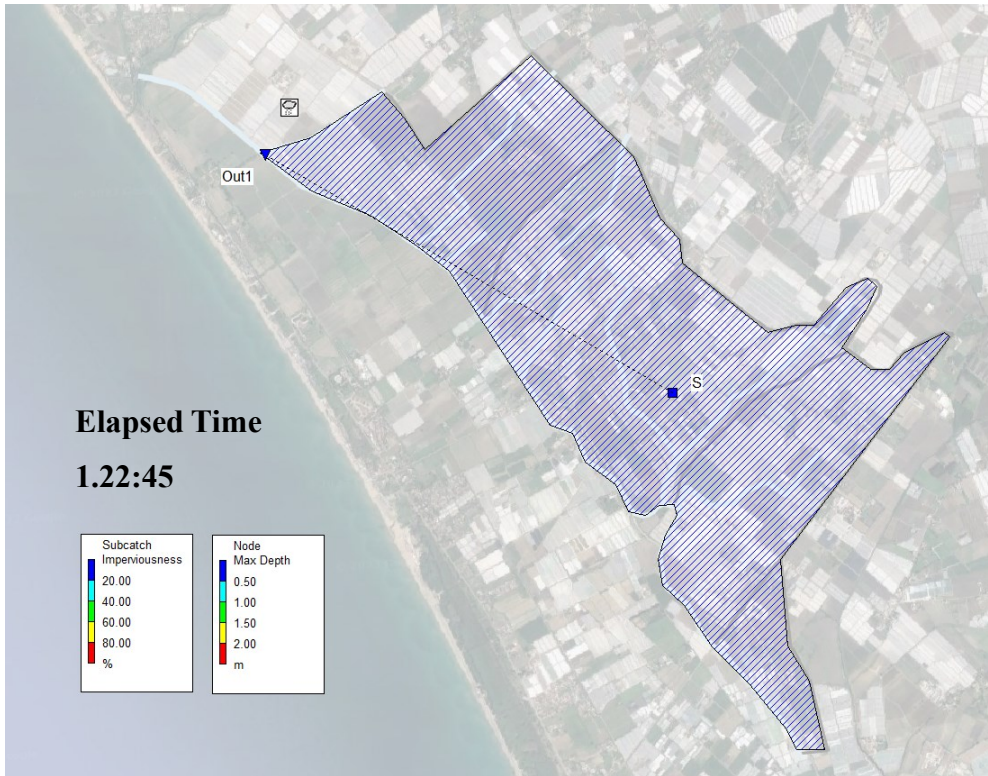 Out1
S
Elapsed Time
1.22:45
Subcatch
Imperviousness
20.00
40.00
60.00
80.00
%
Node
Max Depth
0.50
1.00
1.50
2.00
m